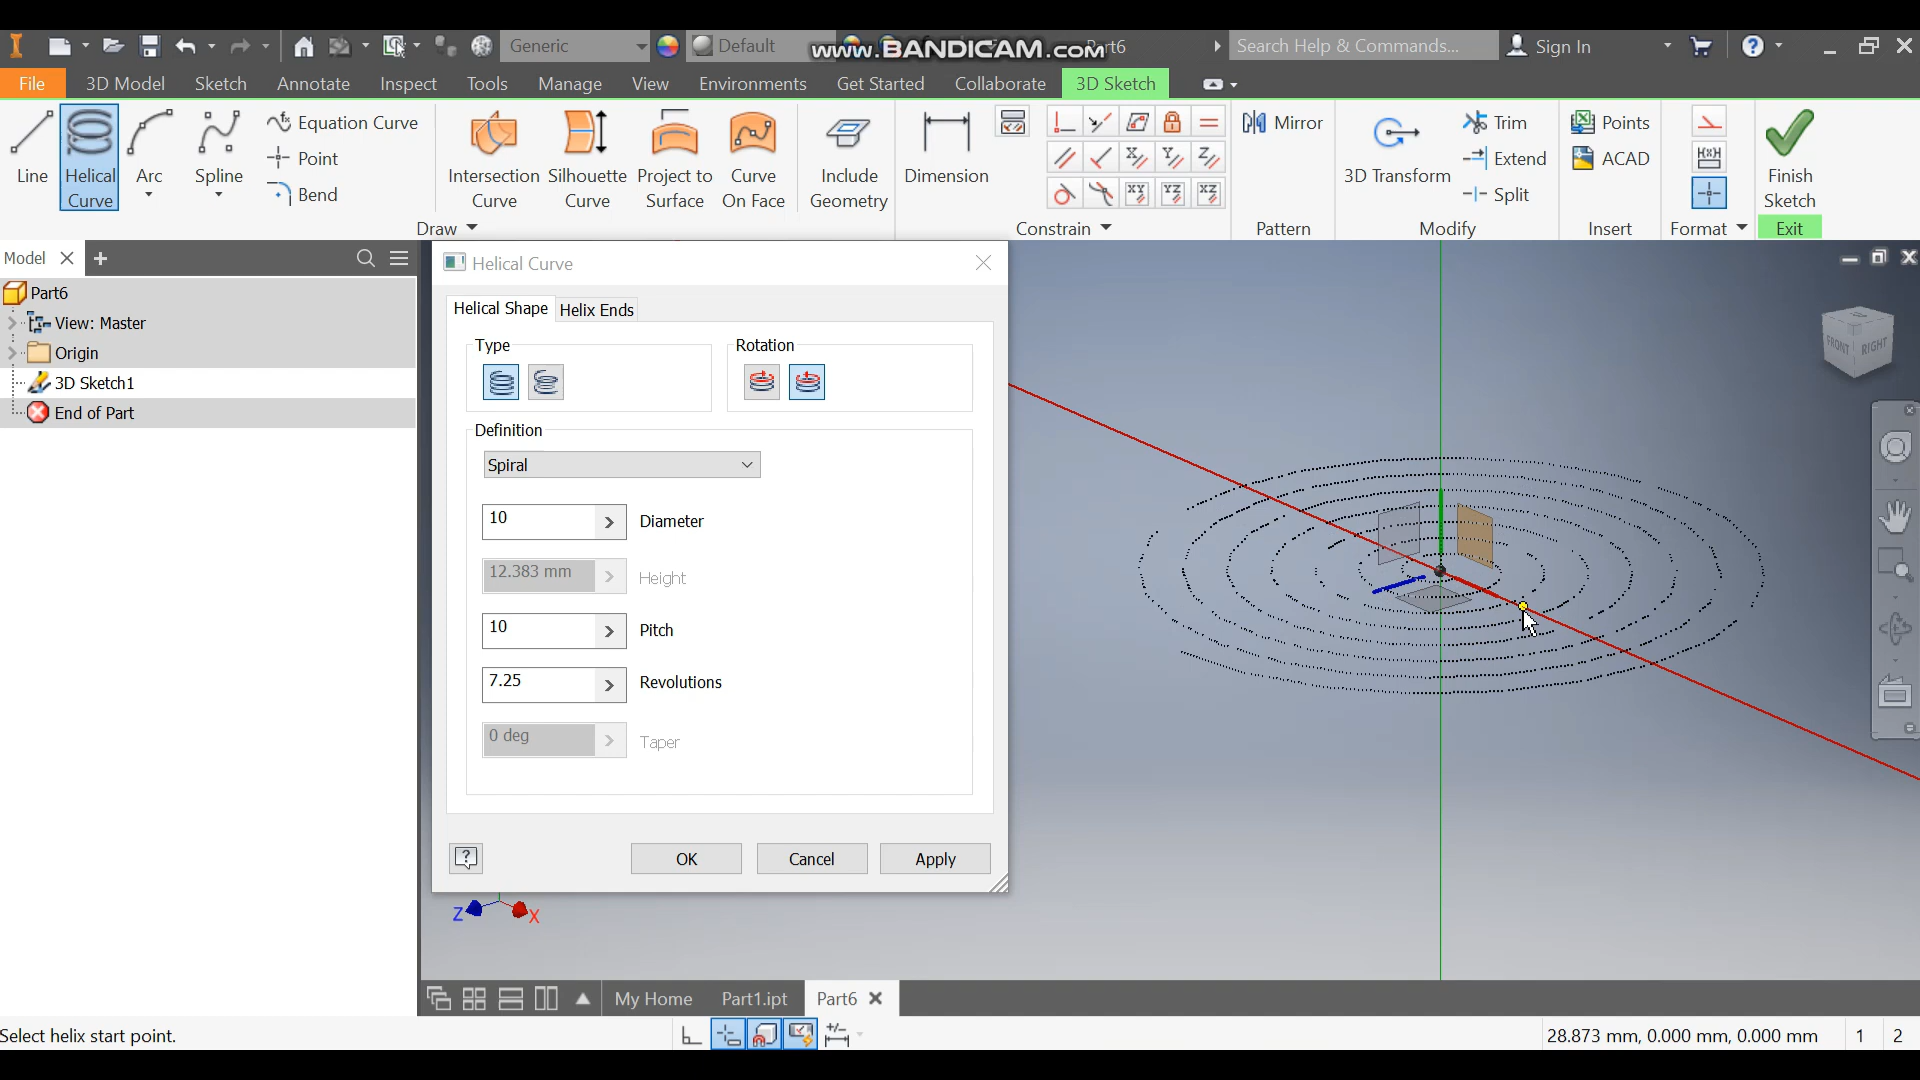 Generic
Default
www.BANDICAM.com
Part6
Search Help & Commands...
Sign In
File
3D Model
Sketch
Annotate
Inspect
Tools
Manage
View
Environments
Get Started
Collaborate
3D Sketch
Line
Helical Curve
Arc
Spline
Equation Curve
Point
Bend
Draw
Intersection Curve
Silhouette Curve
Project to Surface
Curve On Face
Include Geometry
Dimension
Constrain
Mirror
Pattern
3D Transform
Trim
Extend
Split
Modify
Points
ACAD
Insert
Format
Finish Sketch
Exit
Model
Part6
View: Master
Origin
3D Sketch1
End of Part
Helical Curve
Helical Shape
Helix Ends
Type
Rotation
Definition
Spiral
10
Diameter
12.383 mm
Height
10
Pitch
7.25
Revolutions
0 deg
Taper
OK
Cancel
Apply
FRONT
RIGHT
Z
X
My Home
Part1.ipt
Part6
Select helix start point.
28.873 mm, 0.000 mm, 0.000 mm
1
2